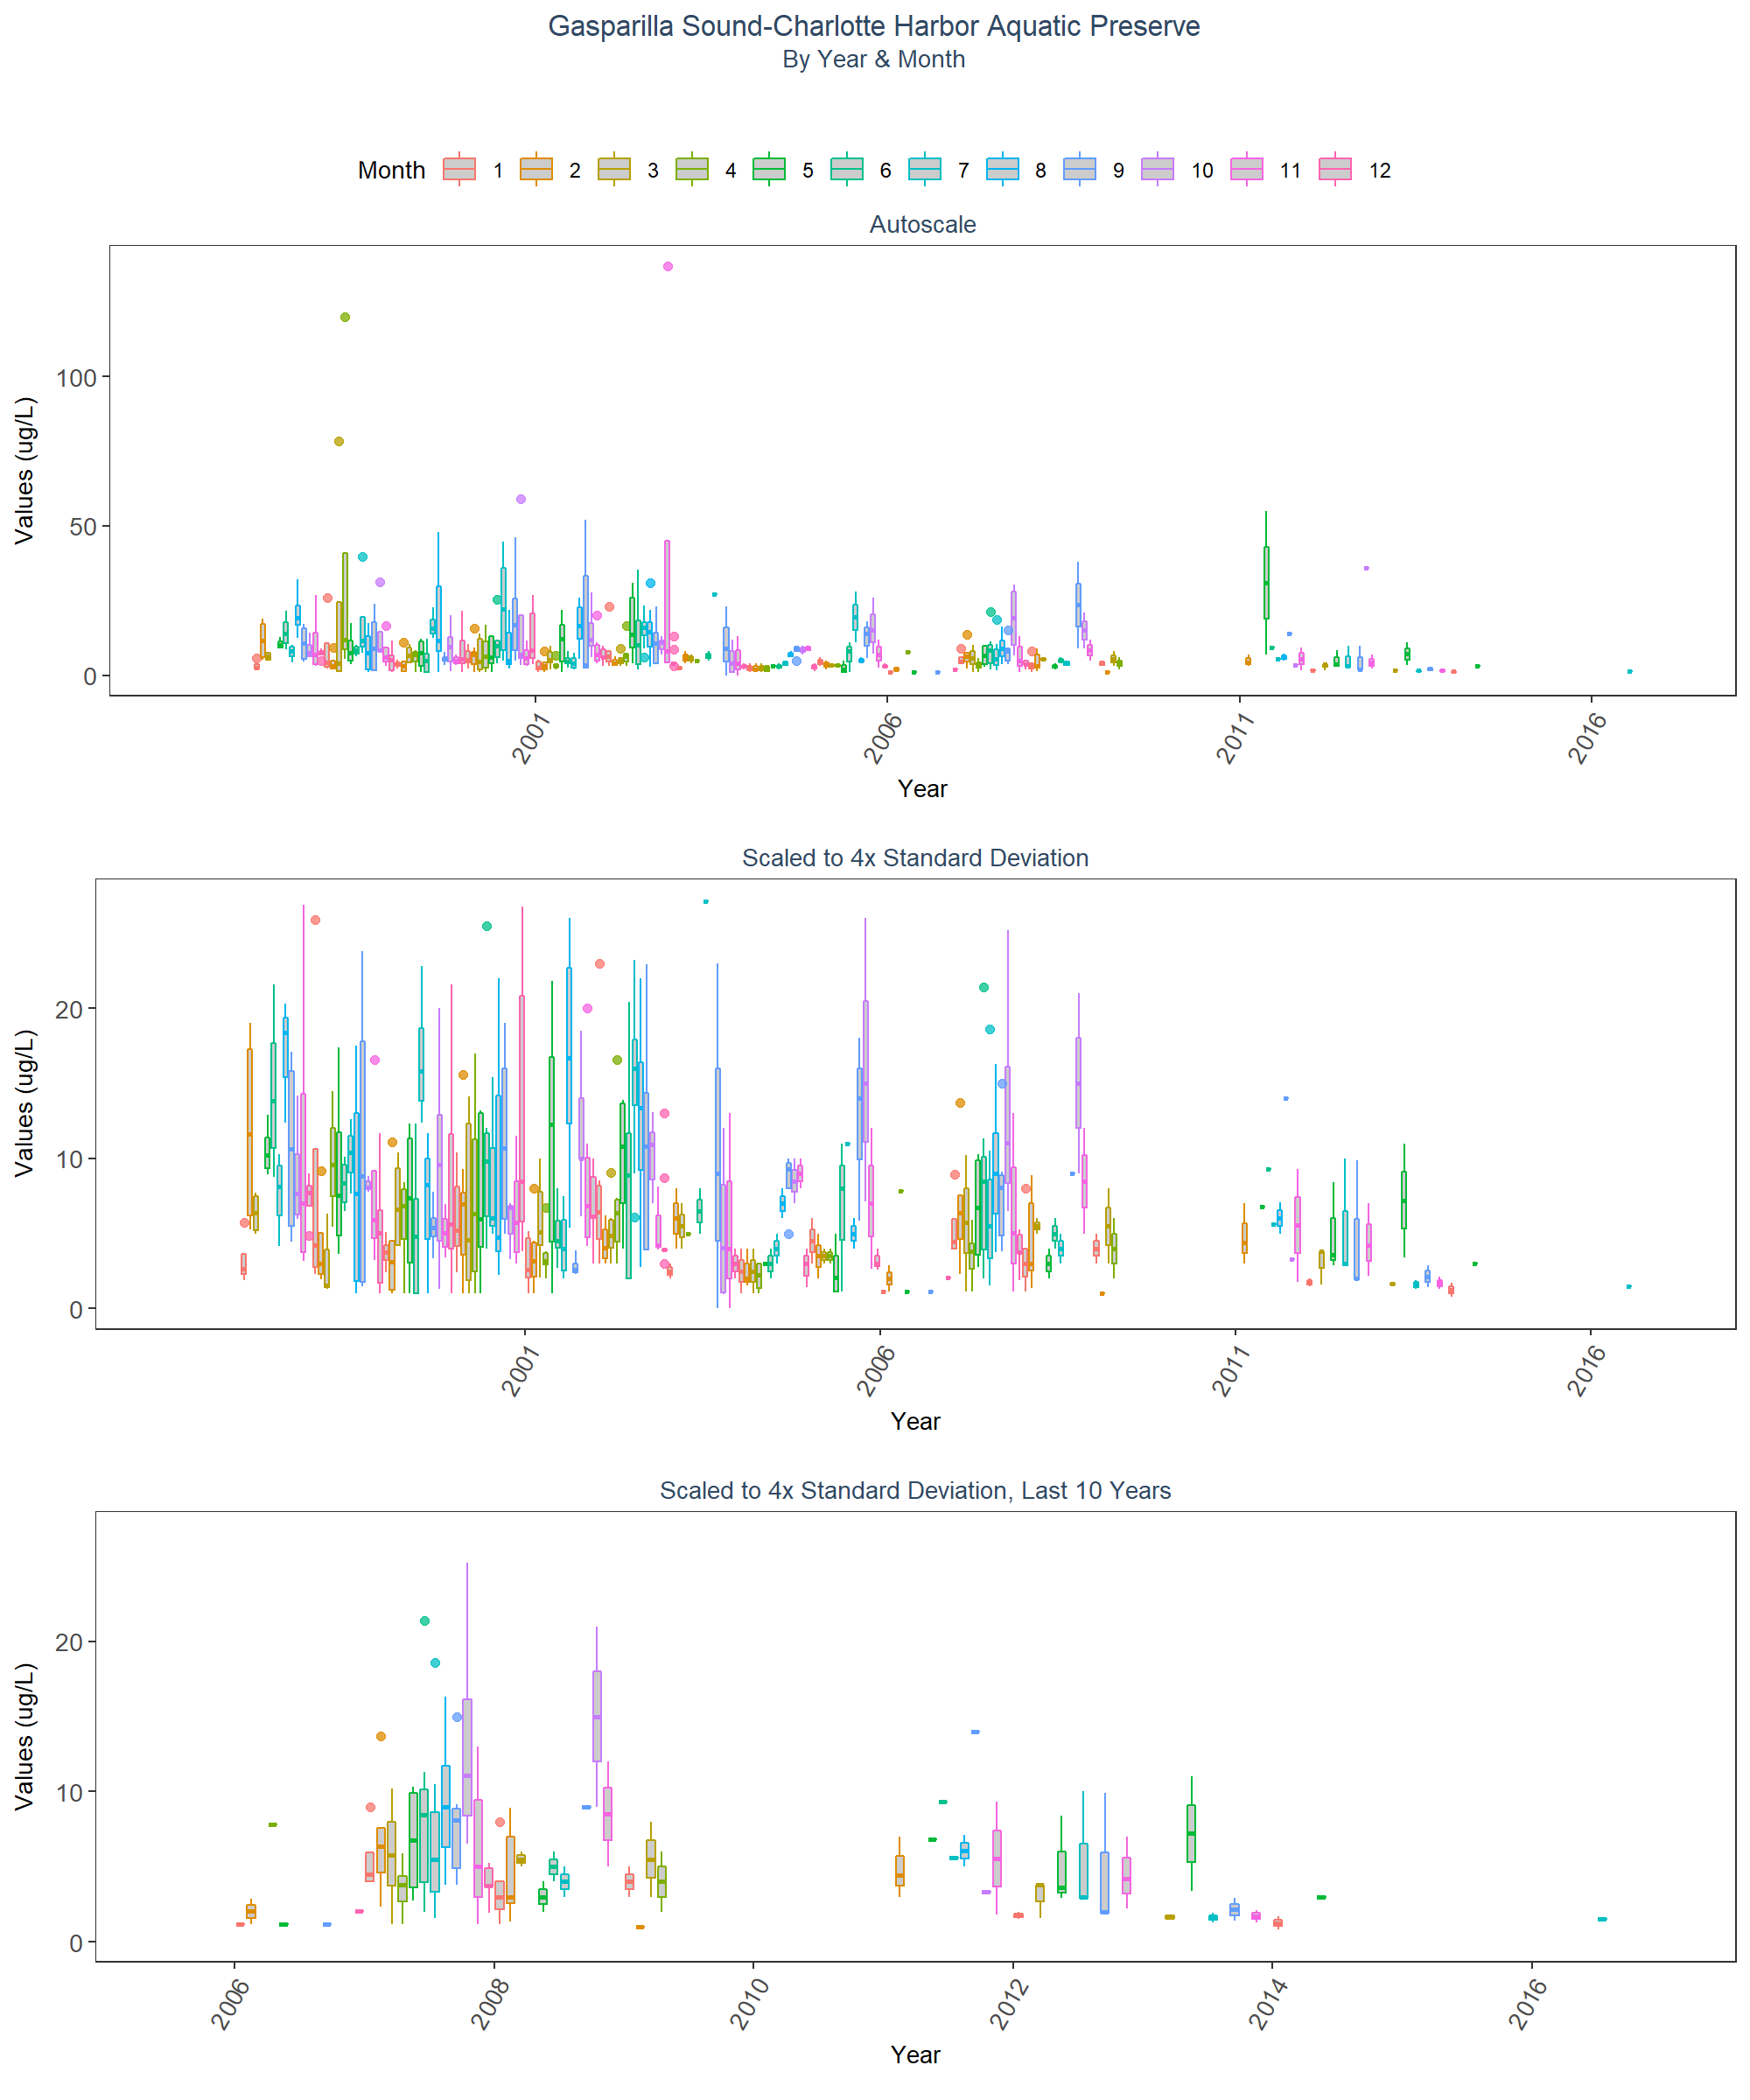 Gasparilla Sound-Charlotte Harbor Aquatic Preserve
By Year & Month
Month 1 2 3 4 5 6 7 8 9 10 11 12
Autoscale
Values (ug/L)
100
50
0
2001 2006 2011 2016
Year
Scaled to 4x Standard Deviation
Values (ug/L)
20
10
0
2001 2006 2011 2016
Year
Scaled to 4x Standard Deviation, Last 10 Years
Values (ug/L)
20
10
0
2006 2008 2010 2012 2014 2016
Year